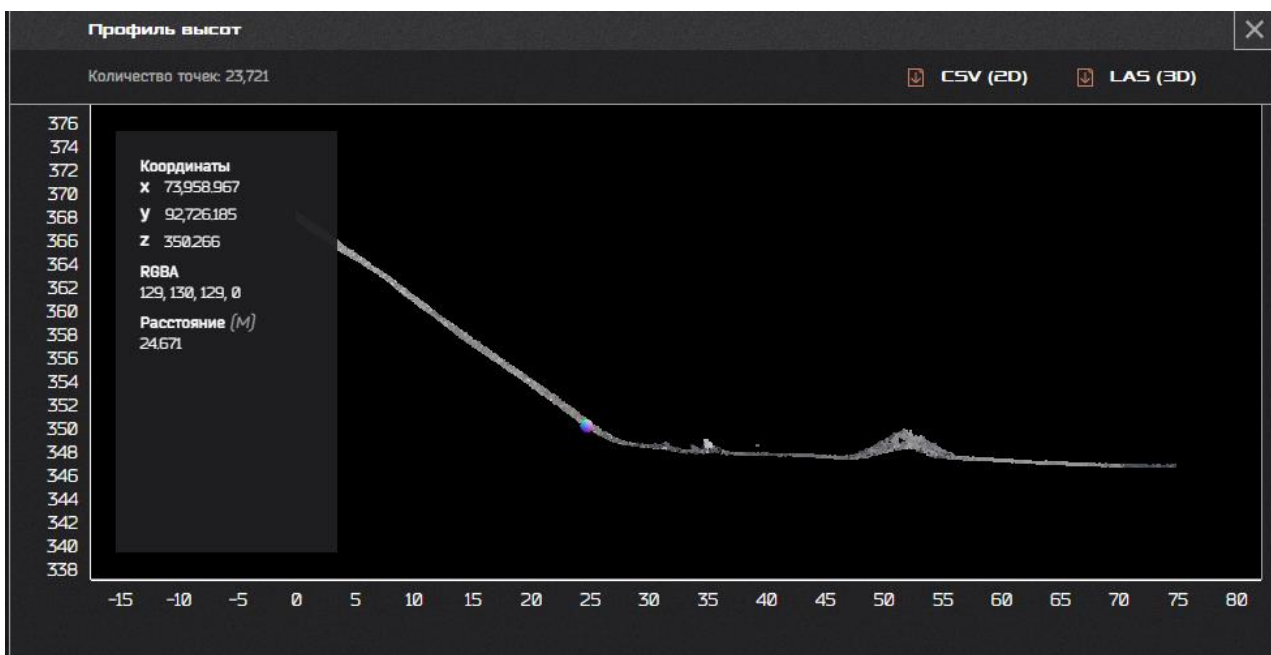 Профиль высот
Количество точек: 23,721
CSV (2D)
LAS (3D)
376
374
372
370
368
366
364
362
360
358
356
354
352
350
348
346
344
342
340
338
Координаты
x 73,958.967
y 92,726.185
z 350.266
RGBA
129, 130, 129, 0
Расстояние (М)
24.671
-15 -10 -5 0 5 10 15 20 25 30 35 40 45 50 55 60 65 70 75 80